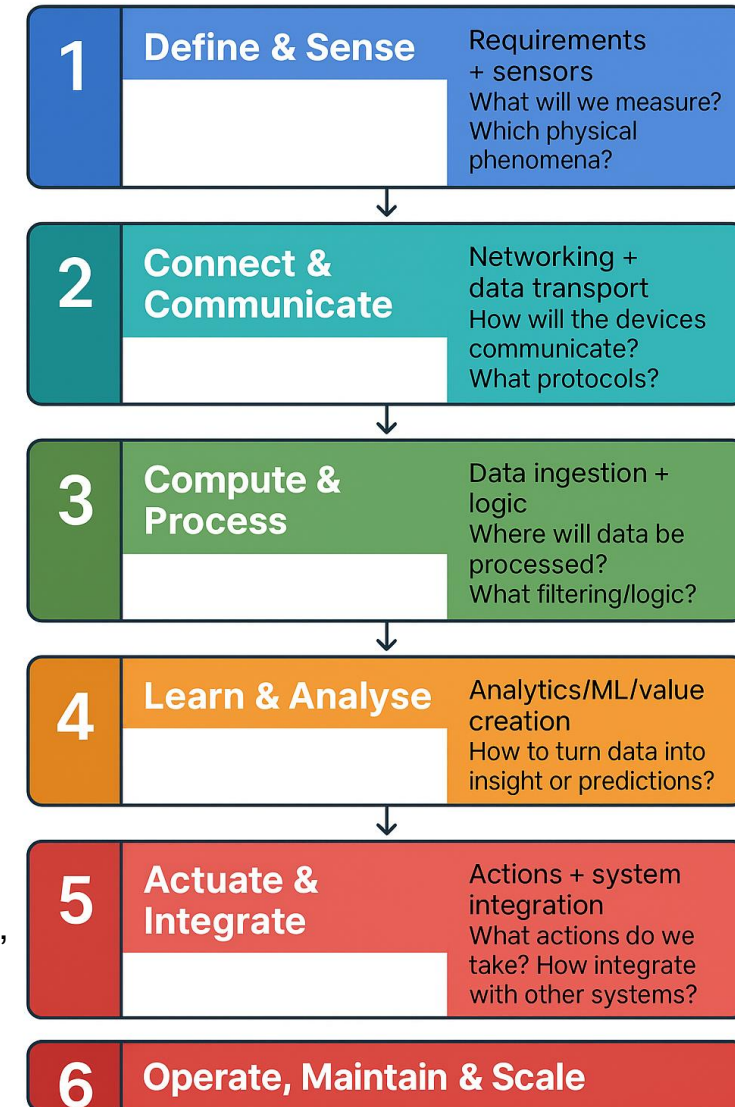 1
Define & Sense
Requirements
+ sensors
What will we measure?
Which physical
phenomena?
2
Connect &
Communicate
Networking +
data transport
How will the devices
communicate?
What protocols?
3
Compute &
Process
Data ingestion +
logic
Where will data be
processed?
What filtering/logic?
4
Learn & Analyse
Analytics/ML/value
creation
How to turn data into
insight or predictions?
5
Actuate &
Integrate
Actions + system
integration
What actions do we
take? How integrate
with other systems?
,
6
Operate, Maintain & Scale